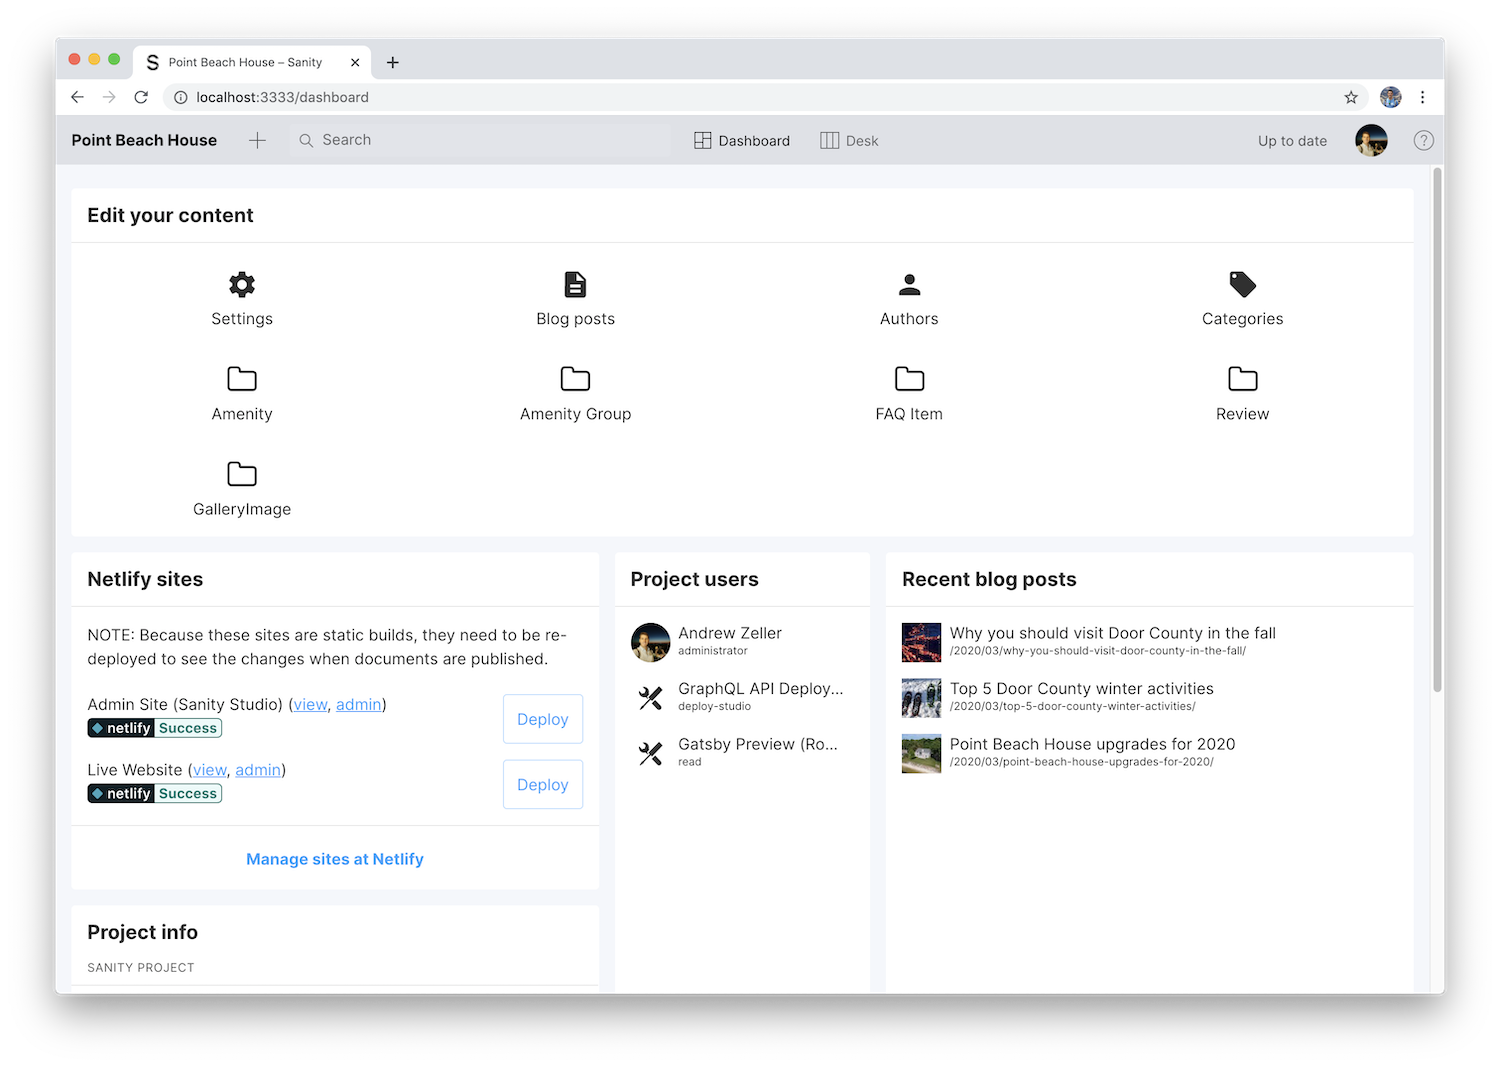 S Point Beach House – Sanity
localhost:3333/dashboard
Point Beach House
Search
Dashboard
Desk
Up to date
?
Edit your content
Settings
Blog posts
Authors
Categories
Amenity
Amenity Group
FAQ Item
Review
GalleryImage
Netlify sites
NOTE: Because these sites are static builds, they need to be re-
deployed to see the changes when documents are published.
Admin Site (Sanity Studio) (view, admin)
netlify Success
Deploy
Live Website (view, admin)
netlify Success
Deploy
Manage sites at Netlify
Project info
SANITY PROJECT
Project users
Andrew Zeller
administrator
GraphQL API Deploy...
deploy-studio
Gatsby Preview (Ro...
read
Recent blog posts
Why you should visit Door County in the fall
/2020/03/why-you-should-visit-door-county-in-the-fall/
Top 5 Door County winter activities
/2020/03/top-5-door-county-winter-activities/
Point Beach House upgrades for 2020
/2020/03/point-beach-house-upgrades-for-2020/